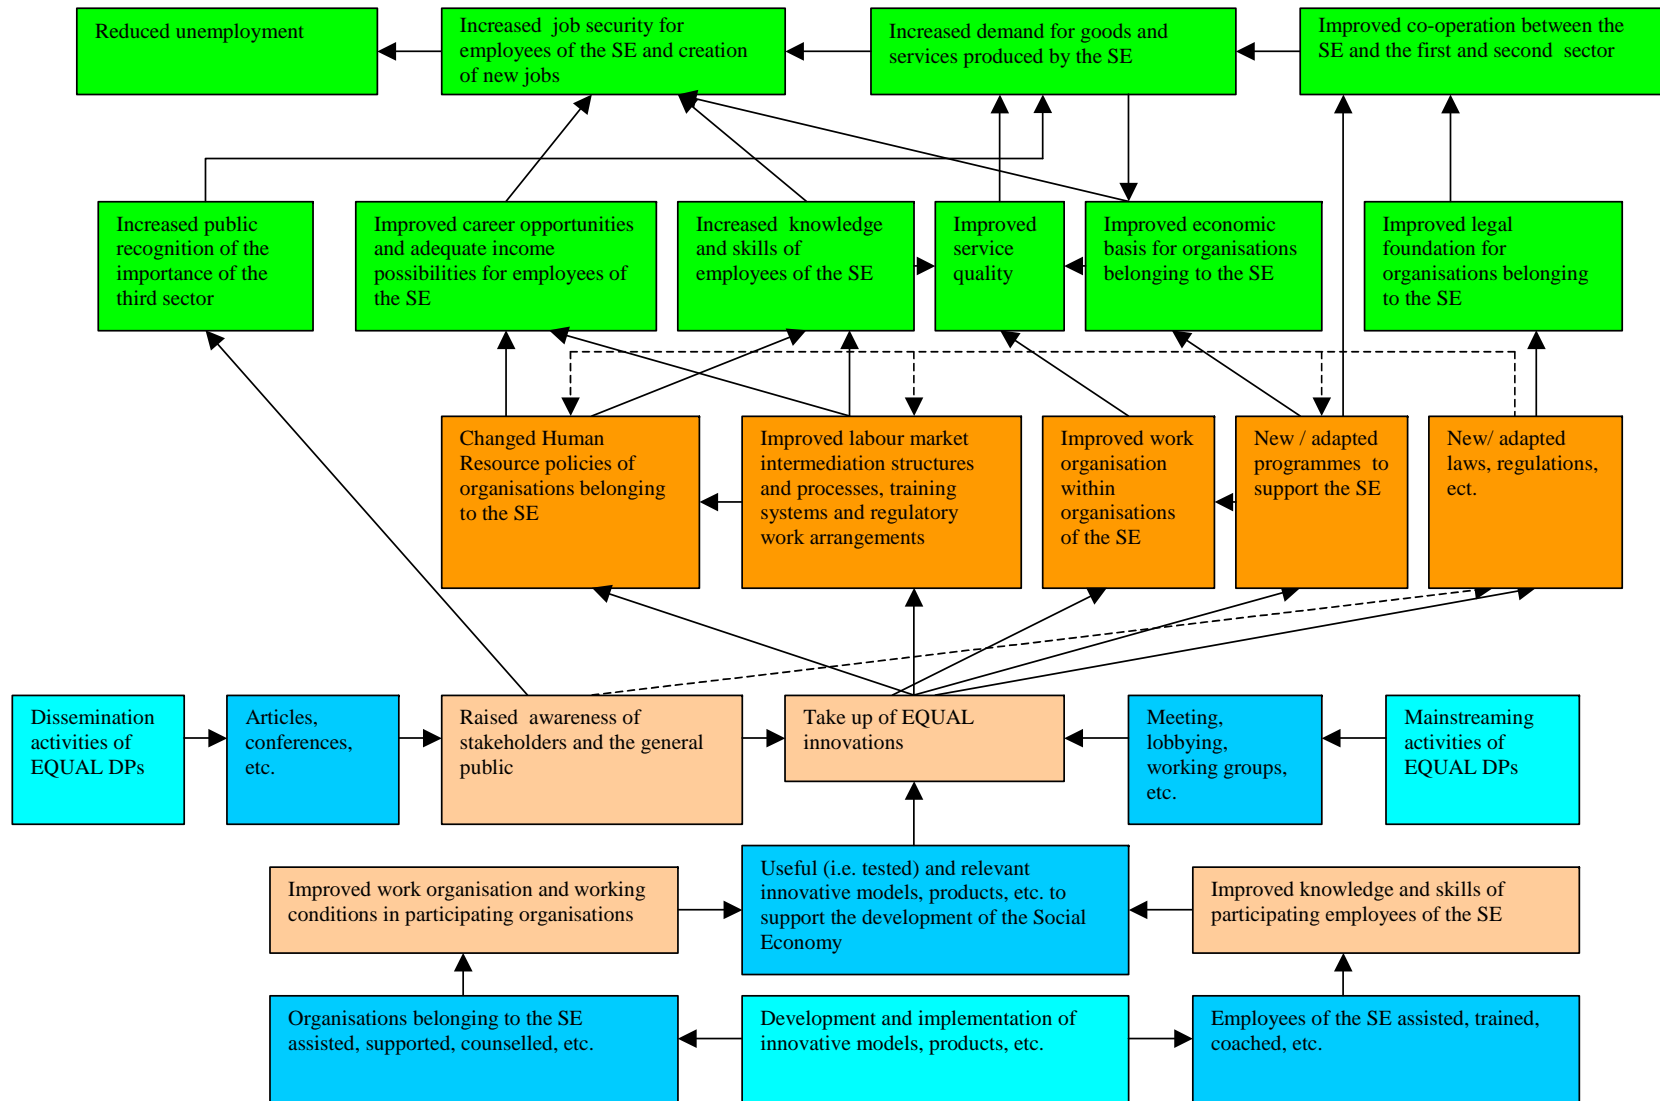 Reduced unemployment
Increased job security for
employees of the SE and creation
of new jobs
Increased demand for goods and
services produced by the SE
Improved co-operation between the
SE and the first and second sector
Increased public
recognition of the
importance of the
third sector
Improved career opportunities
and adequate income
possibilities for employees of
the SE
Increased knowledge
and skills of
employees of the SE
Improved
service
quality
Improved economic
basis for organisations
belonging to the SE
Improved legal
foundation for
organisations belonging
to the SE
Changed Human
Resource policies of
organisations belonging
to the SE
Improved labour market
intermediation structures
and processes, training
systems and regulatory
work arrangements
Improved work
organisation
within
organisations
of the SE
New / adapted
programmes to
support the SE
New/ adapted
laws, regulations,
ect.
Dissemination
activities of
EQUAL DPs
Articles,
conferences,
etc.
Raised awareness of
stakeholders and the general
public
Take up of EQUAL
innovations
Meeting,
lobbying,
working groups,
etc.
Mainstreaming
activities of
EQUAL DPs
Improved work organisation and working
conditions in participating organisations
Useful (i.e. tested) and relevant
innovative models, products, etc. to
support the development of the Social
Economy
Improved knowledge and skills of
participating employees of the SE
Organisations belonging to the SE
assisted, supported, counselled, etc.
Development and implementation of
innovative models, products, etc.
Employees of the SE assisted, trained,
coached, etc.